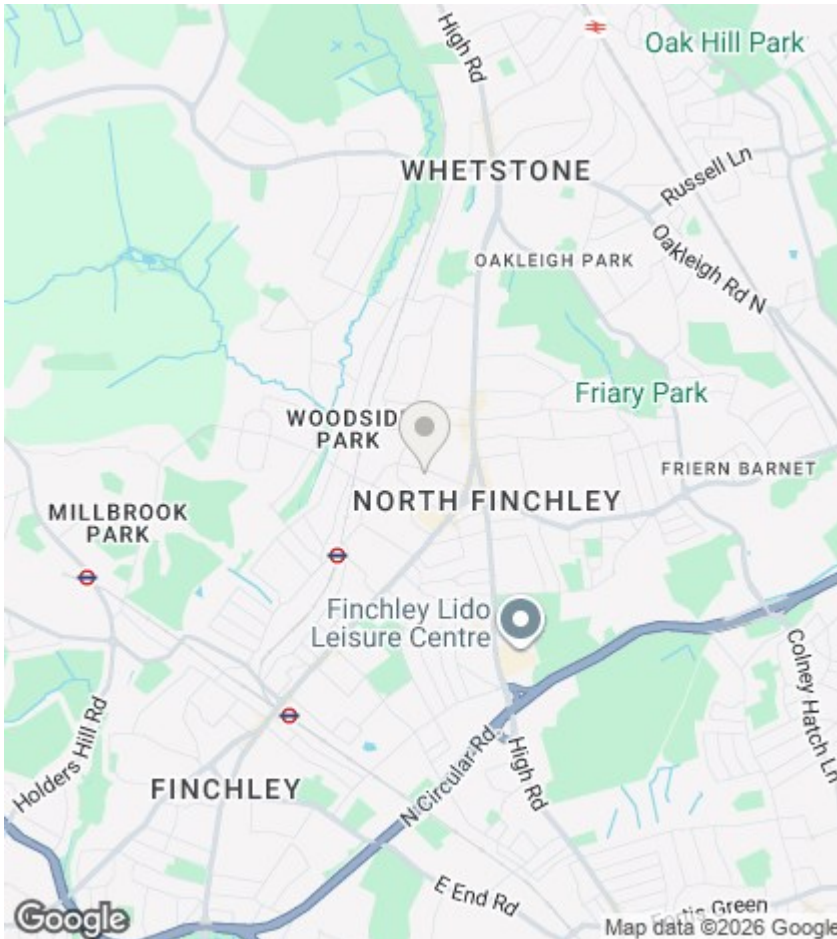 High Rd
Oak Hill Park
WHETSTONE
Russell Ln
OAKLEIGH PARK
Oakleigh Rd N
Friary Park
WOODSID
PARK
FRIERN BARNET
NORTH FINCHLEY
MILLBROOK
PARK
Finchley Lido
Leisure Centre
Colney Hatch Ln
Holders Hill Rd
N Circular Rd
High Rd
FINCHLEY
E End Rd
Green
Google
Map data ©2026 Google